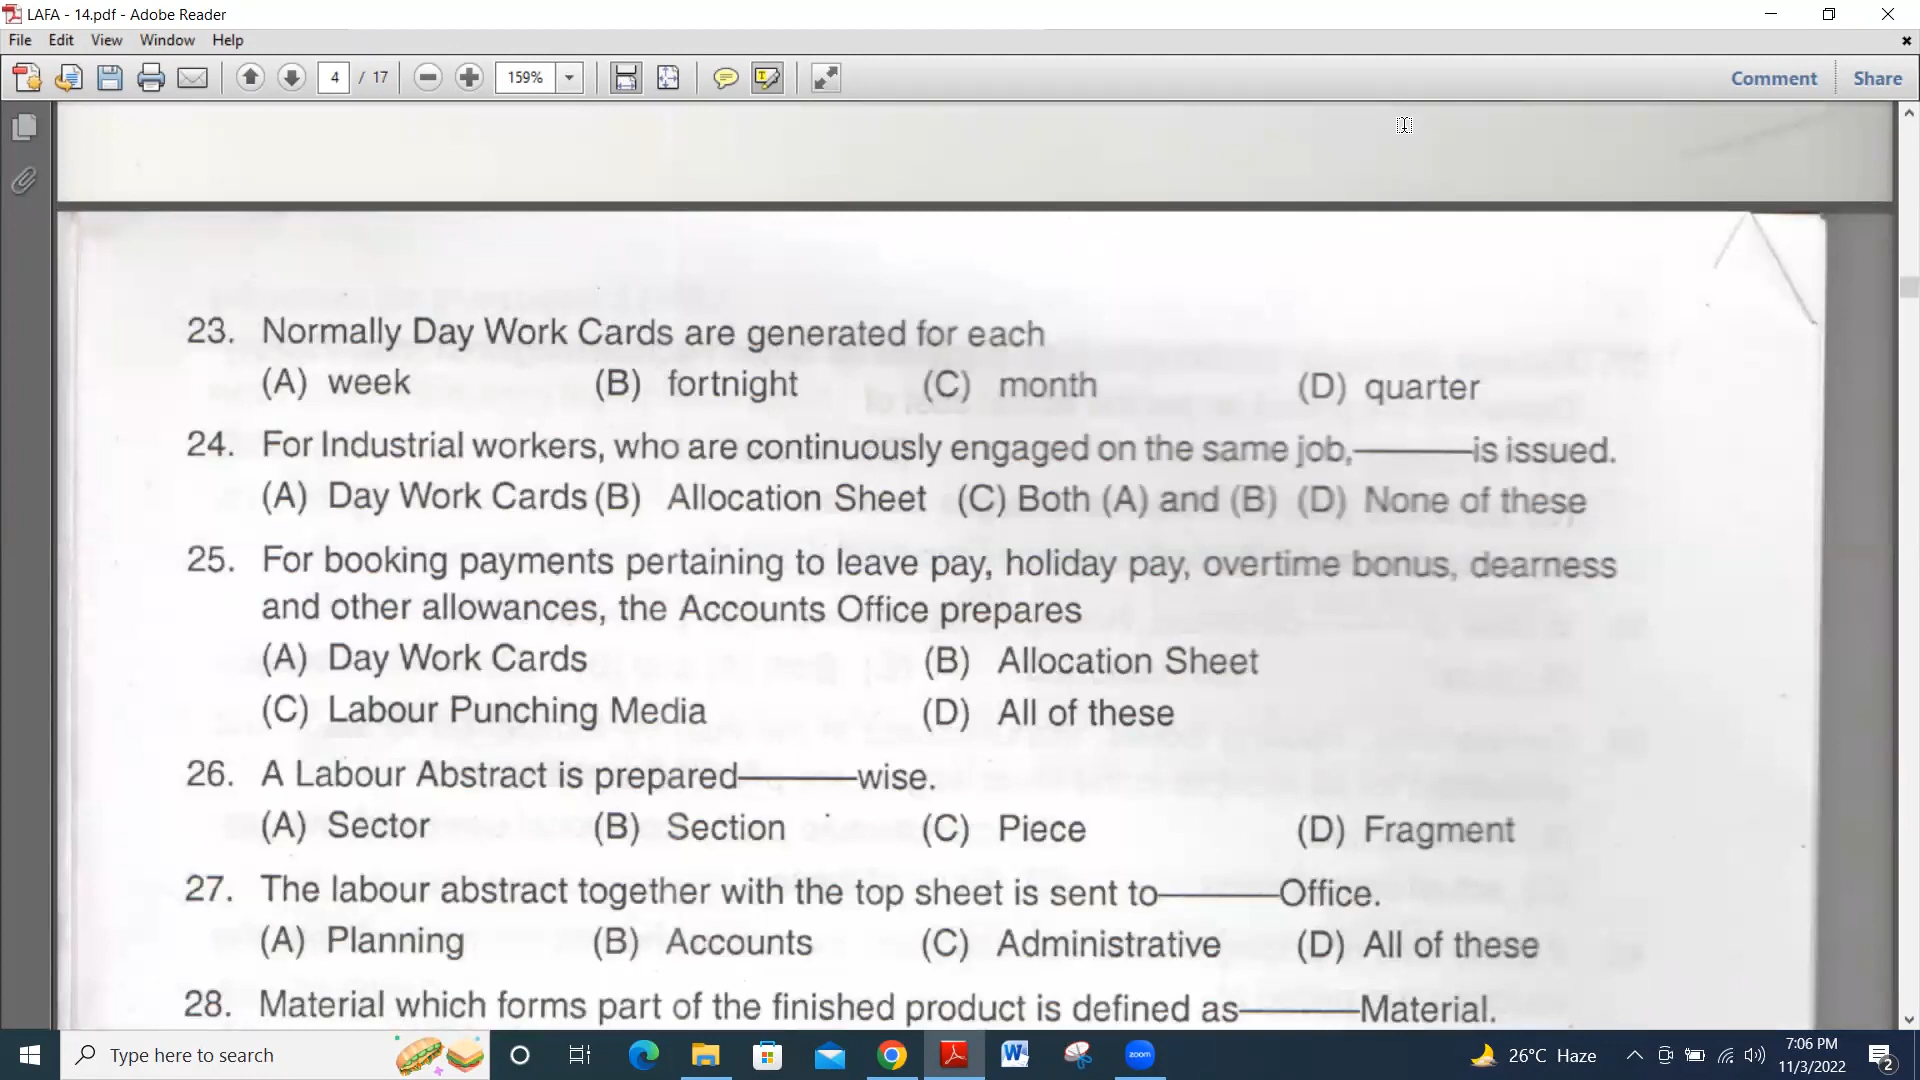 LAFA - 14.pdf - Adobe Reader
File Edit View Window Help
4 / 17 159% Comment Share
23. Normally Day Work Cards are generated for each
(A) week (B) fortnight (C) month (D) quarter
24. For Industrial workers, who are continuously engaged on the same job,———is issued.
(A) Day Work Cards (B) Allocation Sheet (C) Both (A) and (B) (D) None of these
25. For booking payments pertaining to leave pay, holiday pay, overtime bonus, dearness
and other allowances, the Accounts Office prepares
(A) Day Work Cards (B) Allocation Sheet
(C) Labour Punching Media (D) All of these
26. A Labour Abstract is prepared———wise.
(A) Sector (B) Section (C) Piece (D) Fragment
27. The labour abstract together with the top sheet is sent to———Office.
(A) Planning (B) Accounts (C) Administrative (D) All of these
28. Material which forms part of the finished product is defined as———Material.
Type here to search
zoom
26°C Haze
7:06 PM
11/3/2022
2